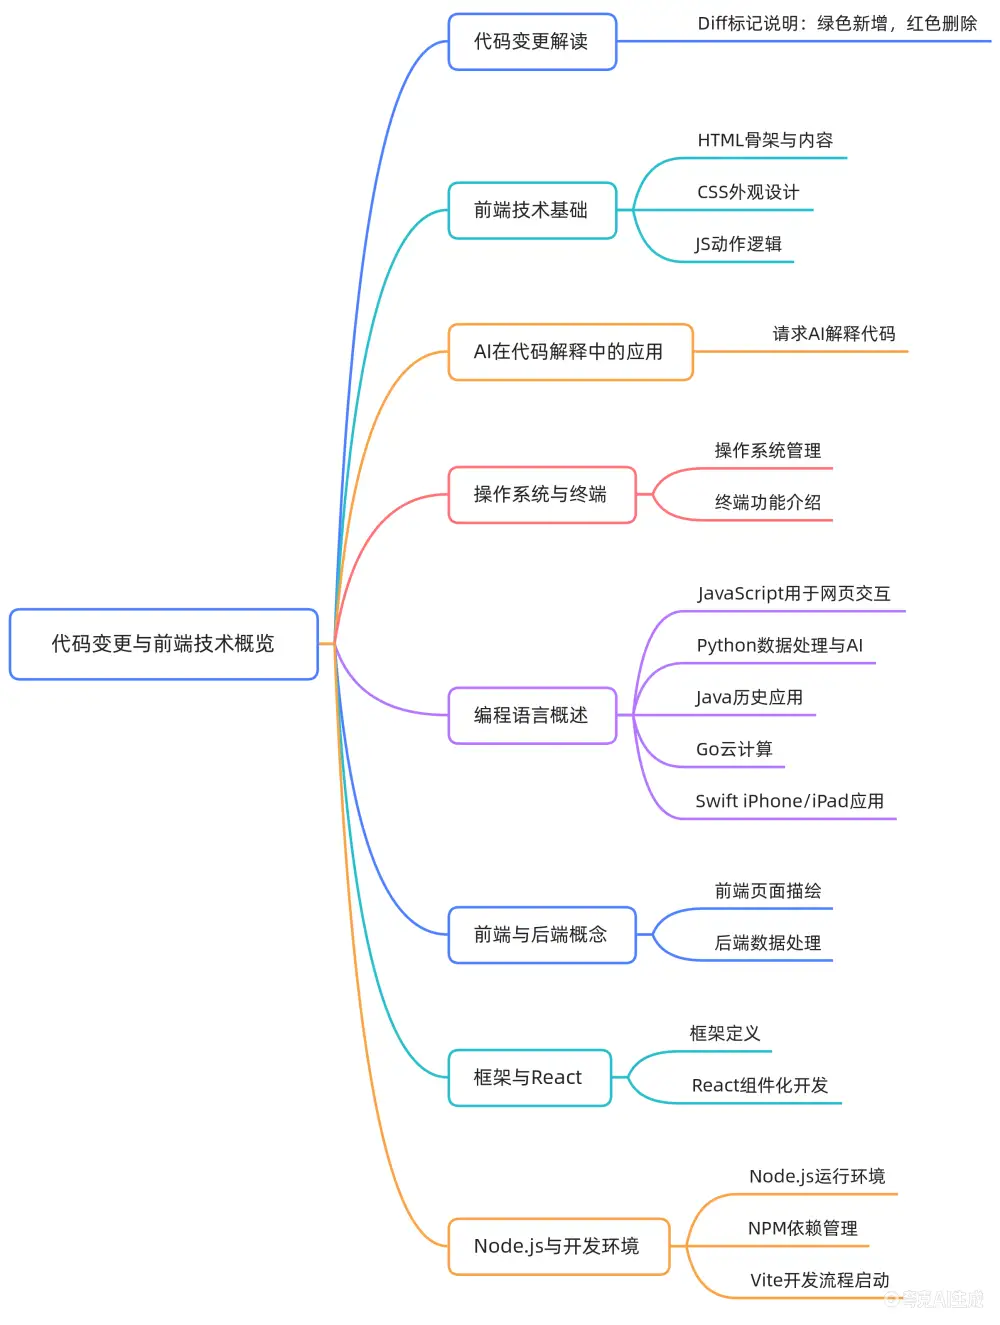 代码变更与前端技术概览
代码变更解读
Diff标记说明：绿色新增，红色删除
前端技术基础
HTML骨架与内容
CSS外观设计
JS动作逻辑
AI在代码解释中的应用
请求AI解释代码
操作系统与终端
操作系统管理
终端功能介绍
编程语言概述
JavaScript用于网页交互
Python数据处理与AI
Java历史应用
Go云计算
Swift iPhone/iPad应用
前端与后端概念
前端页面描绘
后端数据处理
框架与React
框架定义
React组件化开发
Node.js与开发环境
Node.js运行环境
NPM依赖管理
Vite开发流程启动
夸克AI生成